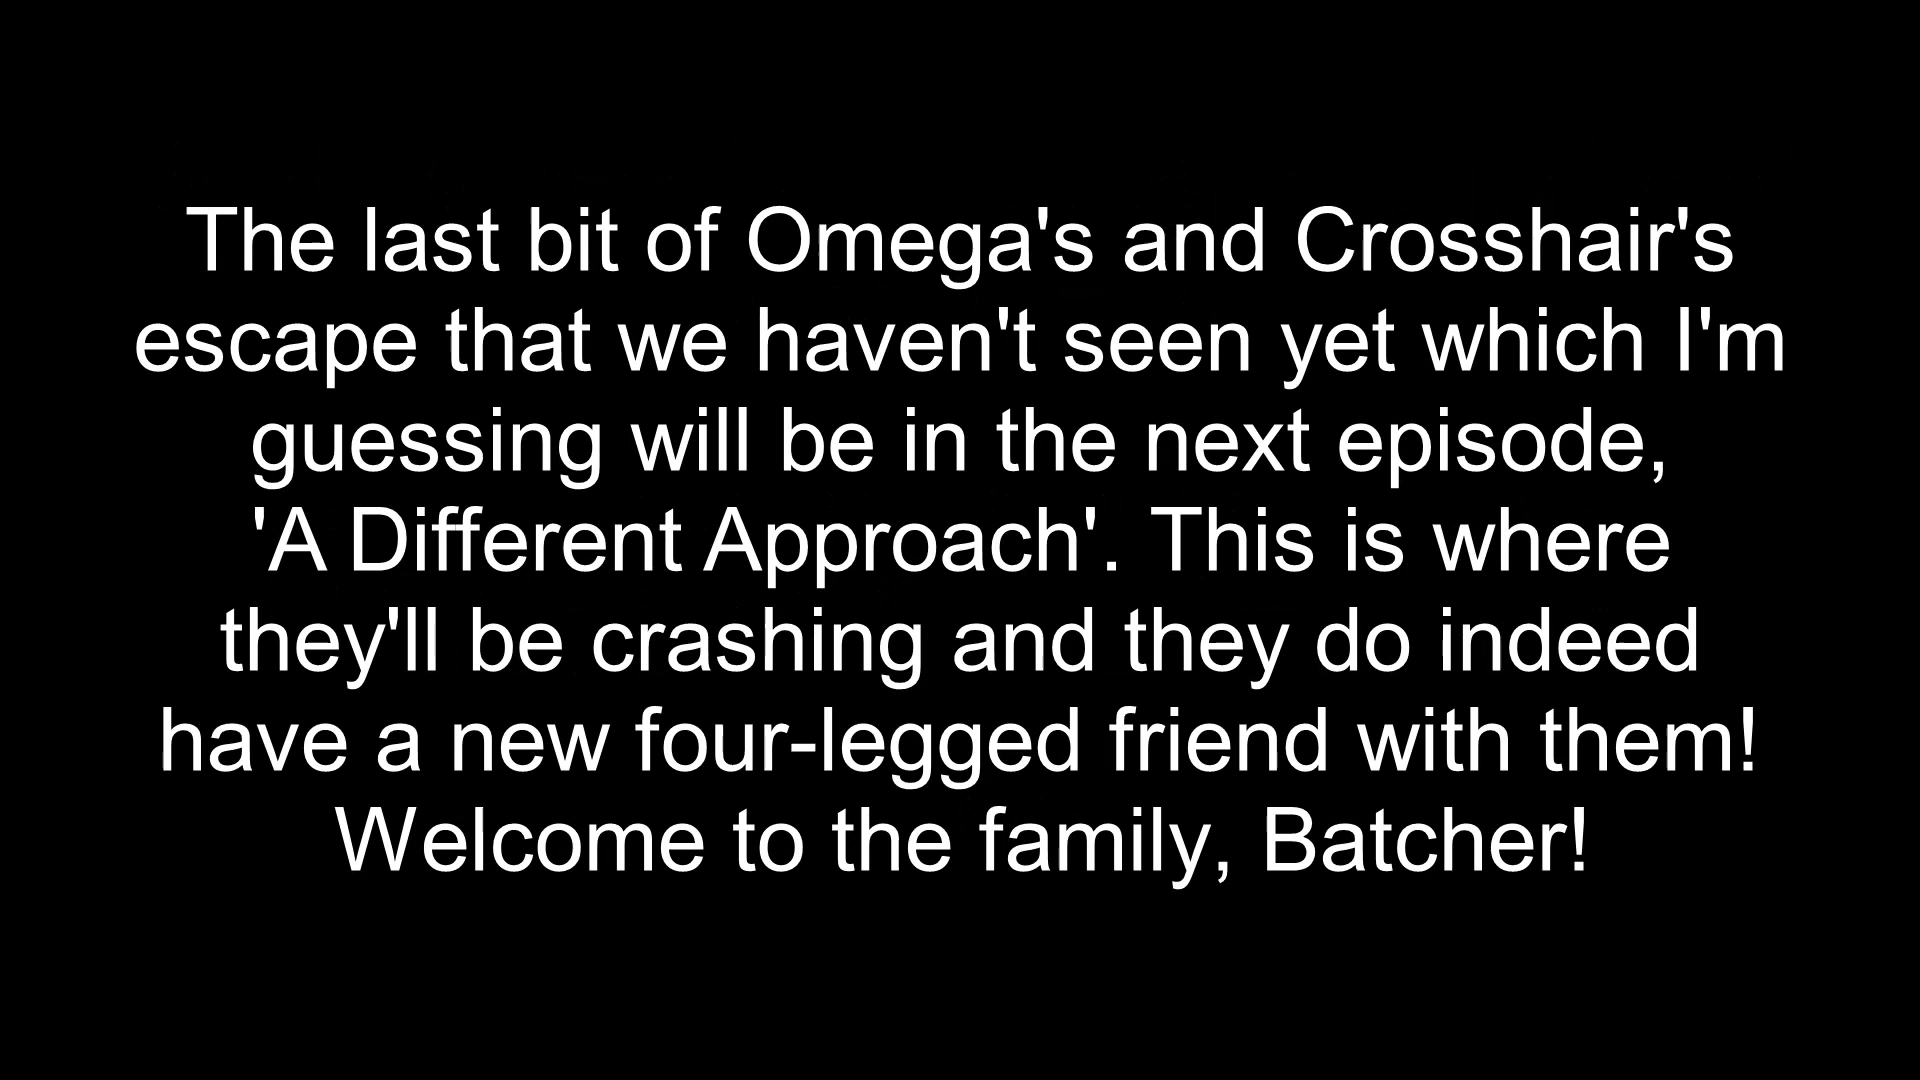 The last bit of Omega's and Crosshair's
escape that we haven't seen yet which I'm
guessing will be in the next episode,
'A Different Approach'. This is where
they'll be crashing and they do indeed
have a new four-legged friend with them!
Welcome to the family, Batcher!